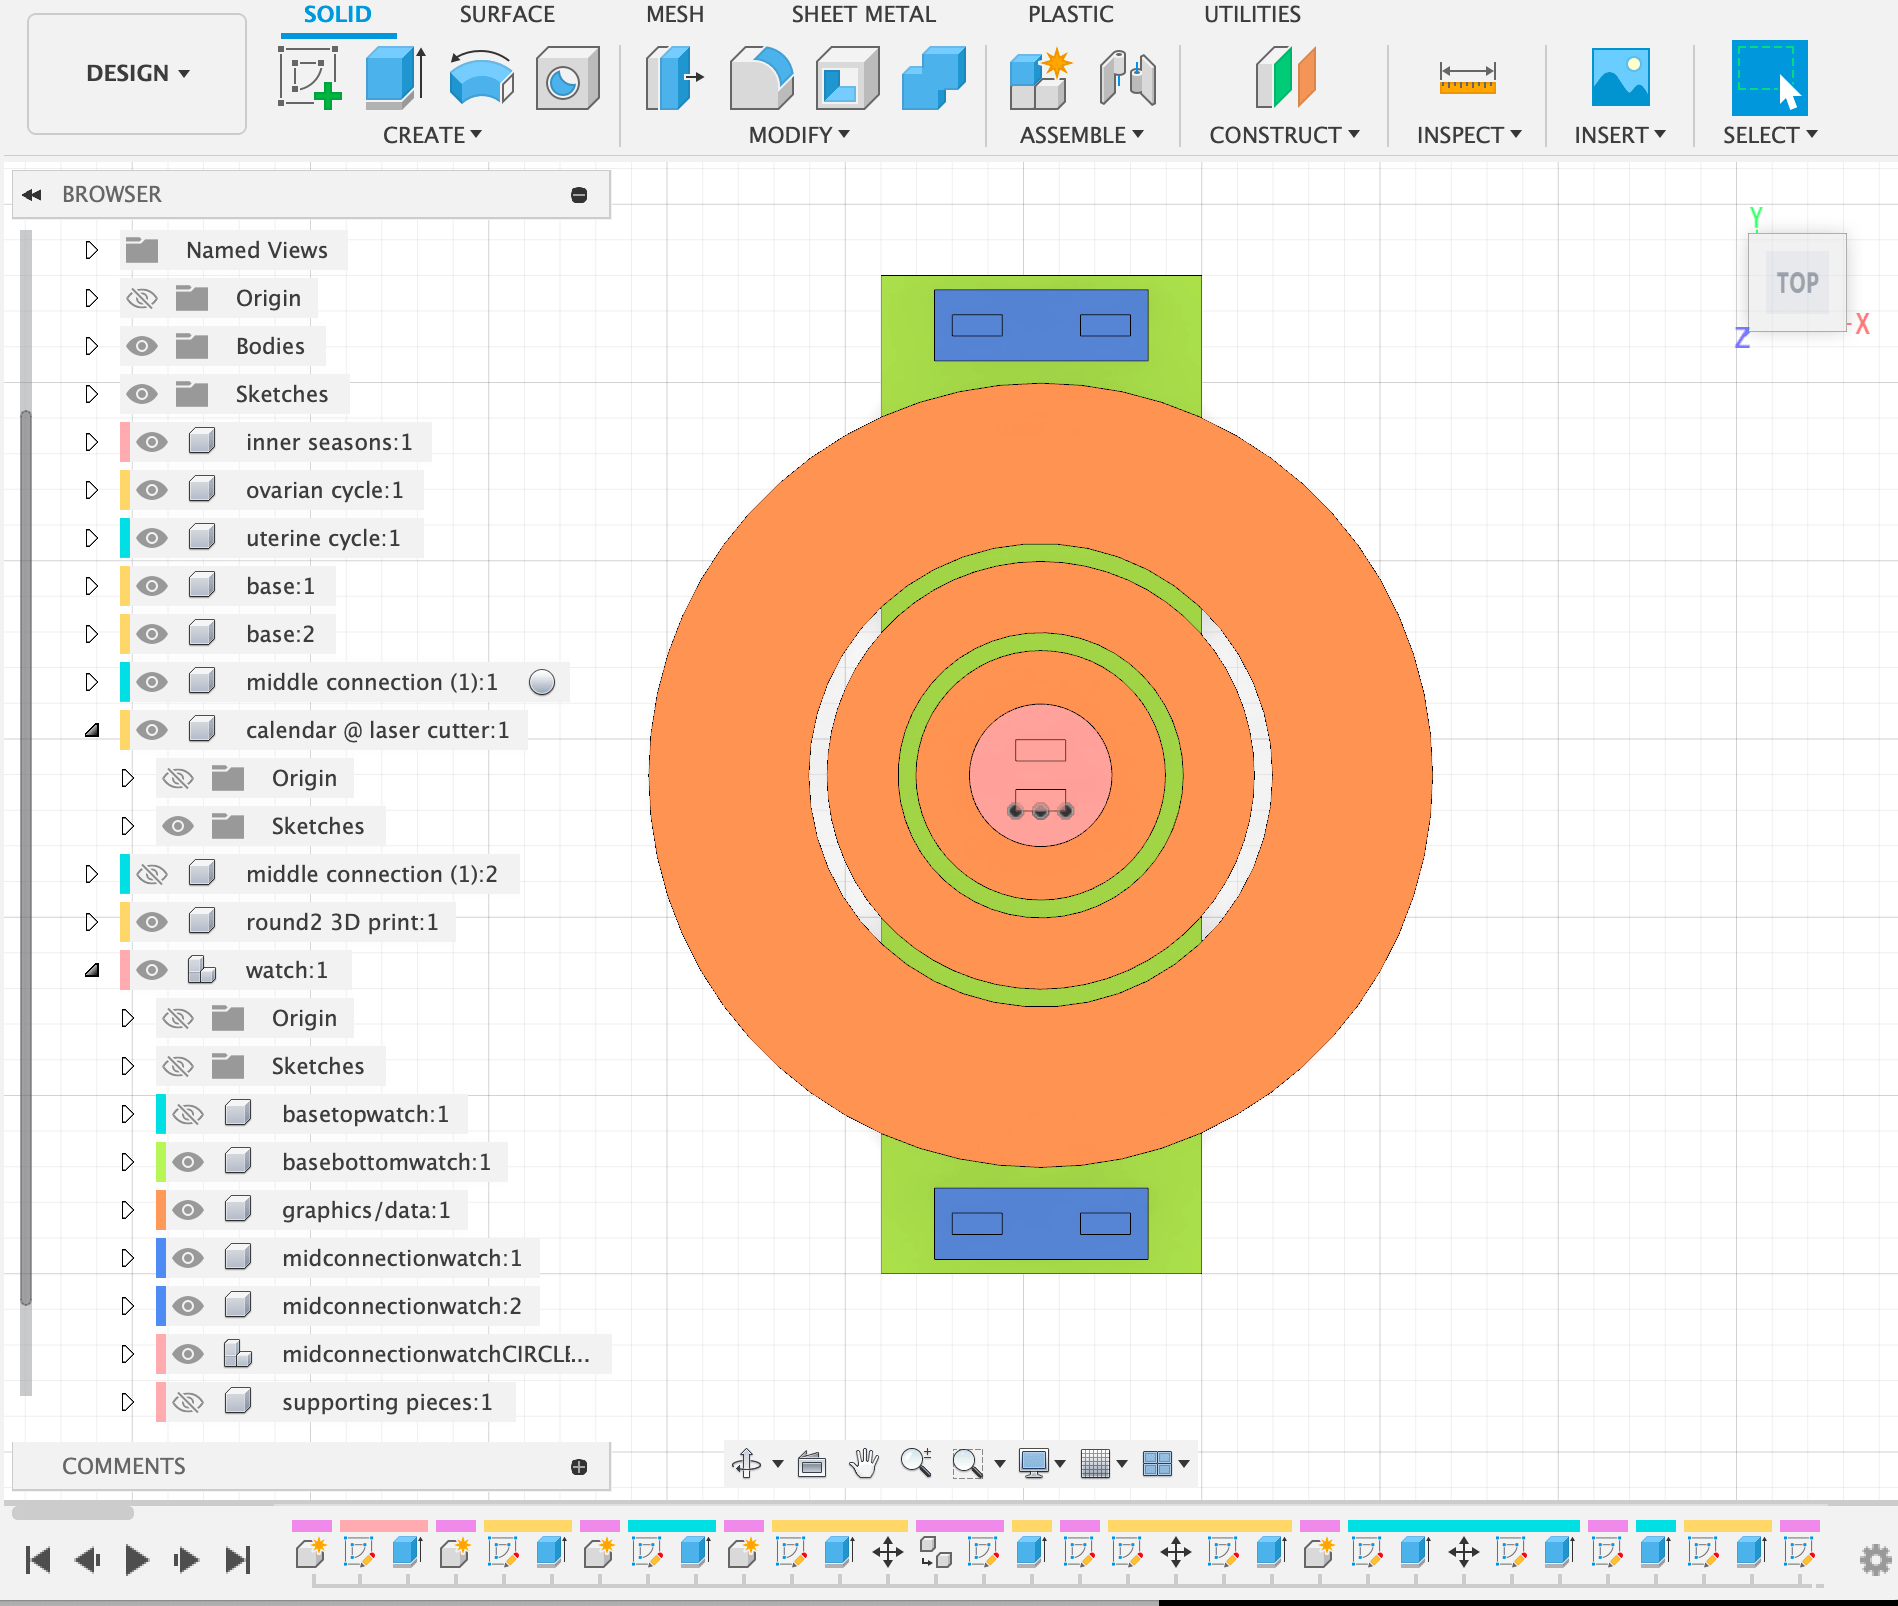 SOLID SURFACE MESH SHEET METAL PLASTIC UTILITIES
DESIGN
CREATE MODIFY ASSEMBLE CONSTRUCT INSPECT INSERT SELECT
BROWSER
Named Views
Origin
Bodies
Sketches
inner seasons:1
ovarian cycle:1
uterine cycle:1
base:1
base:2
middle connection (1):1
calendar @ laser cutter:1
Origin
Sketches
middle connection (1):2
round2 3D print:1
watch:1
Origin
Sketches
basetopwatch:1
basebottomwatch:1
graphics/data:1
midconnectionwatch:1
midconnectionwatch:2
midconnectionwatchCIRCLE...
supporting pieces:1
COMMENTS
Y
TOP
X
Z